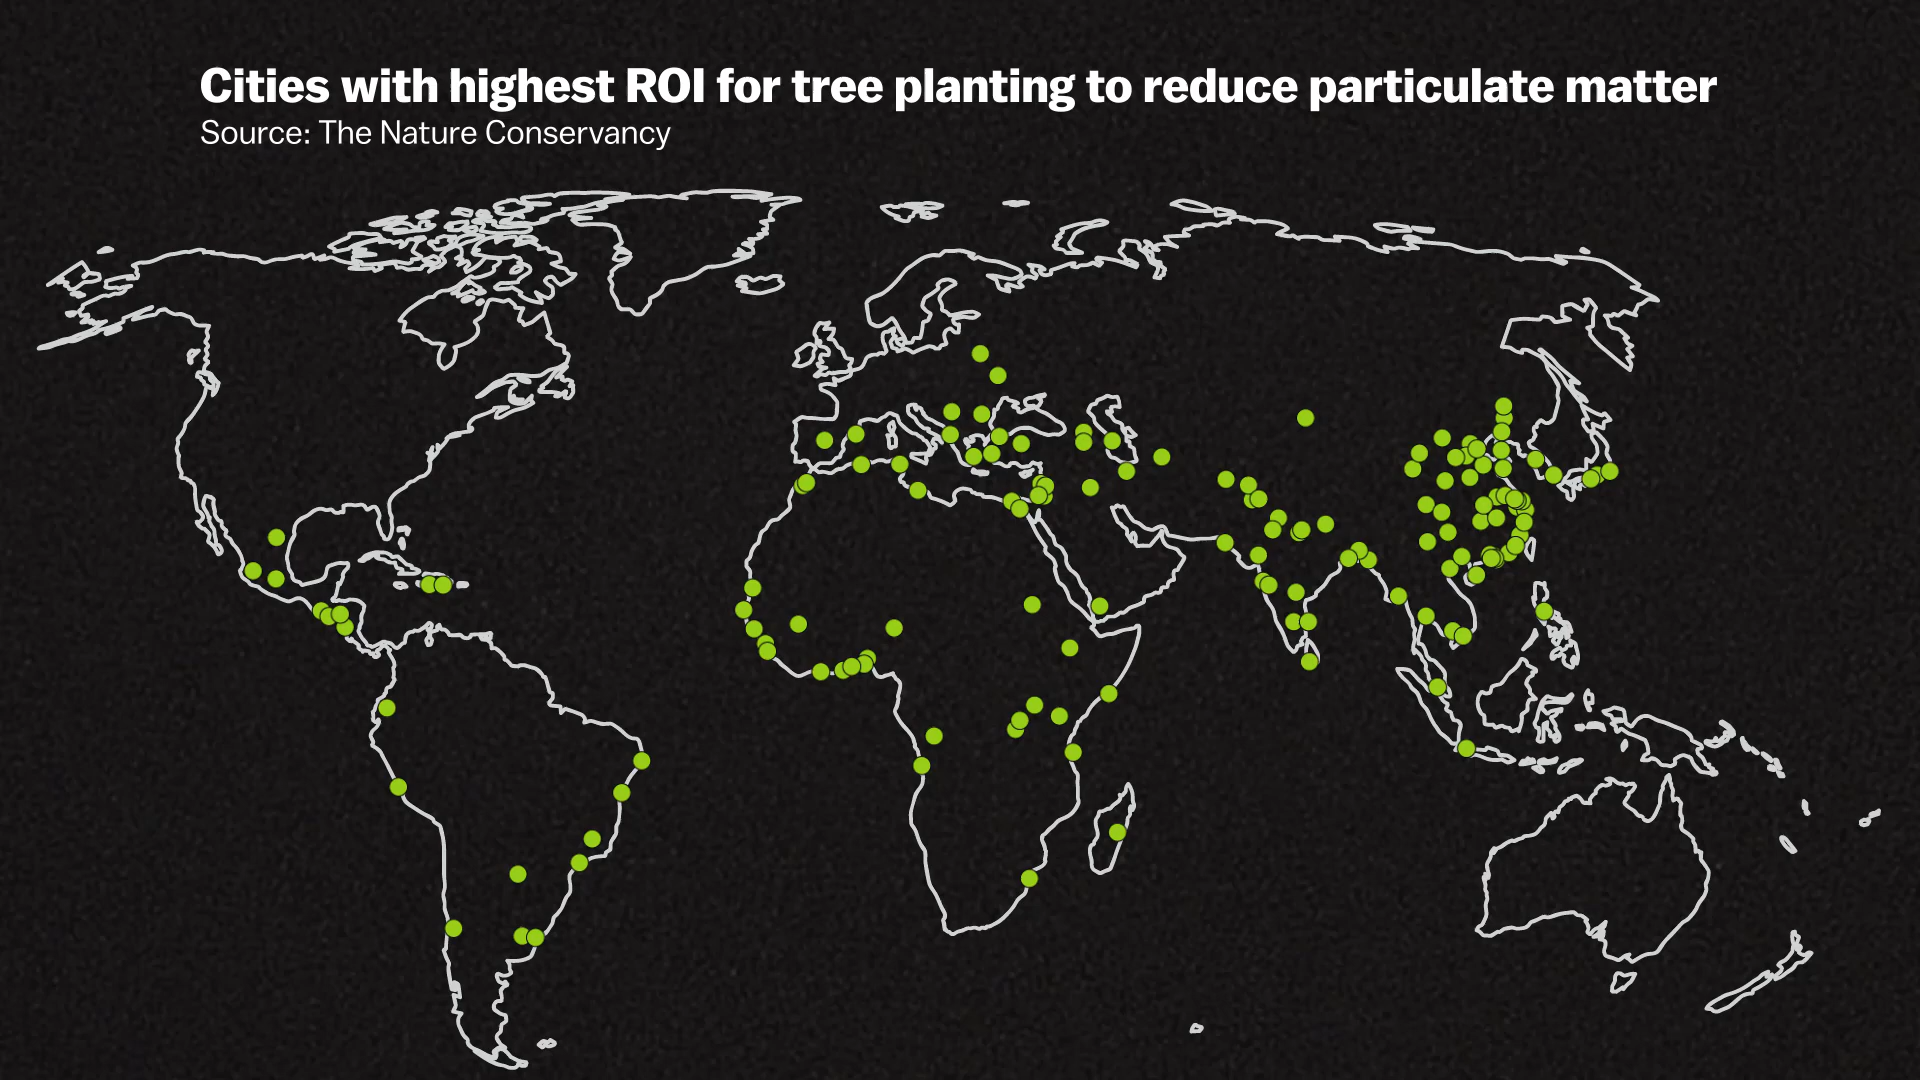 Cities with highest ROI for tree planting to reduce particulate matter
Source: The Nature Conservancy